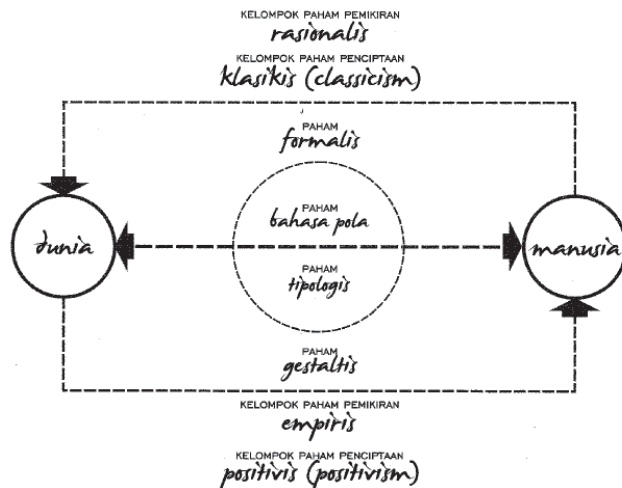 KELOMPOK PAHAM PEMIKIRAN
rasionalis
KELOMPOK PAHAM PENCIPTAAN
klasikis (classicism)
PAHAM
formalis
PAHAM
bahasa pola
dunia
manusia
PAHAM
tipologis
PAHAM
gestaltis
KELOMPOK PAHAM PEMIKIRAN
empiris
KELOMPOK PAHAM PENCIPTAAN
positivis (positivism)